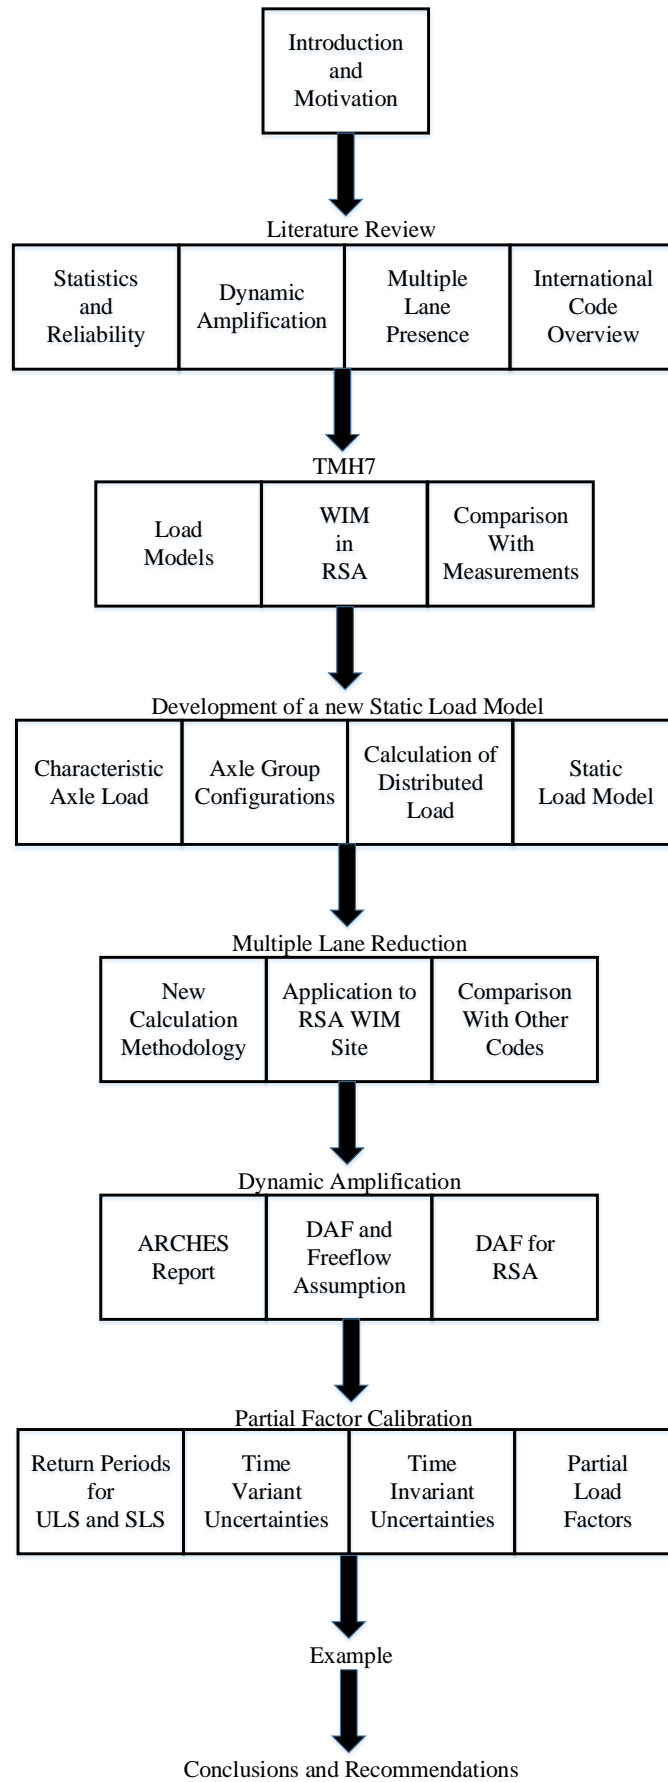 Introduction
and
Motivation
Literature Review
Statistics
and
Reliability
Dynamic
Amplification
Multiple
Lane
Presence
International
Code
Overview
TMH7
Load
Models
WIM
in
RSA
Comparison
With
Measurements
Development of a new Static Load Model
Characteristic
Axle Load
Axle Group
Configurations
Calculation of
Distributed
Load
Static
Load Model
Multiple Lane Reduction
New
Calculation
Methodology
Application to
RSA WIM
Site
Comparison
With Other
Codes
Dynamic Amplification
ARCHES
Report
DAF and
Freeflow
Assumption
DAF for
RSA
Partial Factor Calibration
Return Periods
for
ULS and SLS
Time
Variant
Uncertainties
Time
Invariant
Uncertainties
Partial
Load
Factors
Example
Conclusions and Recommendations